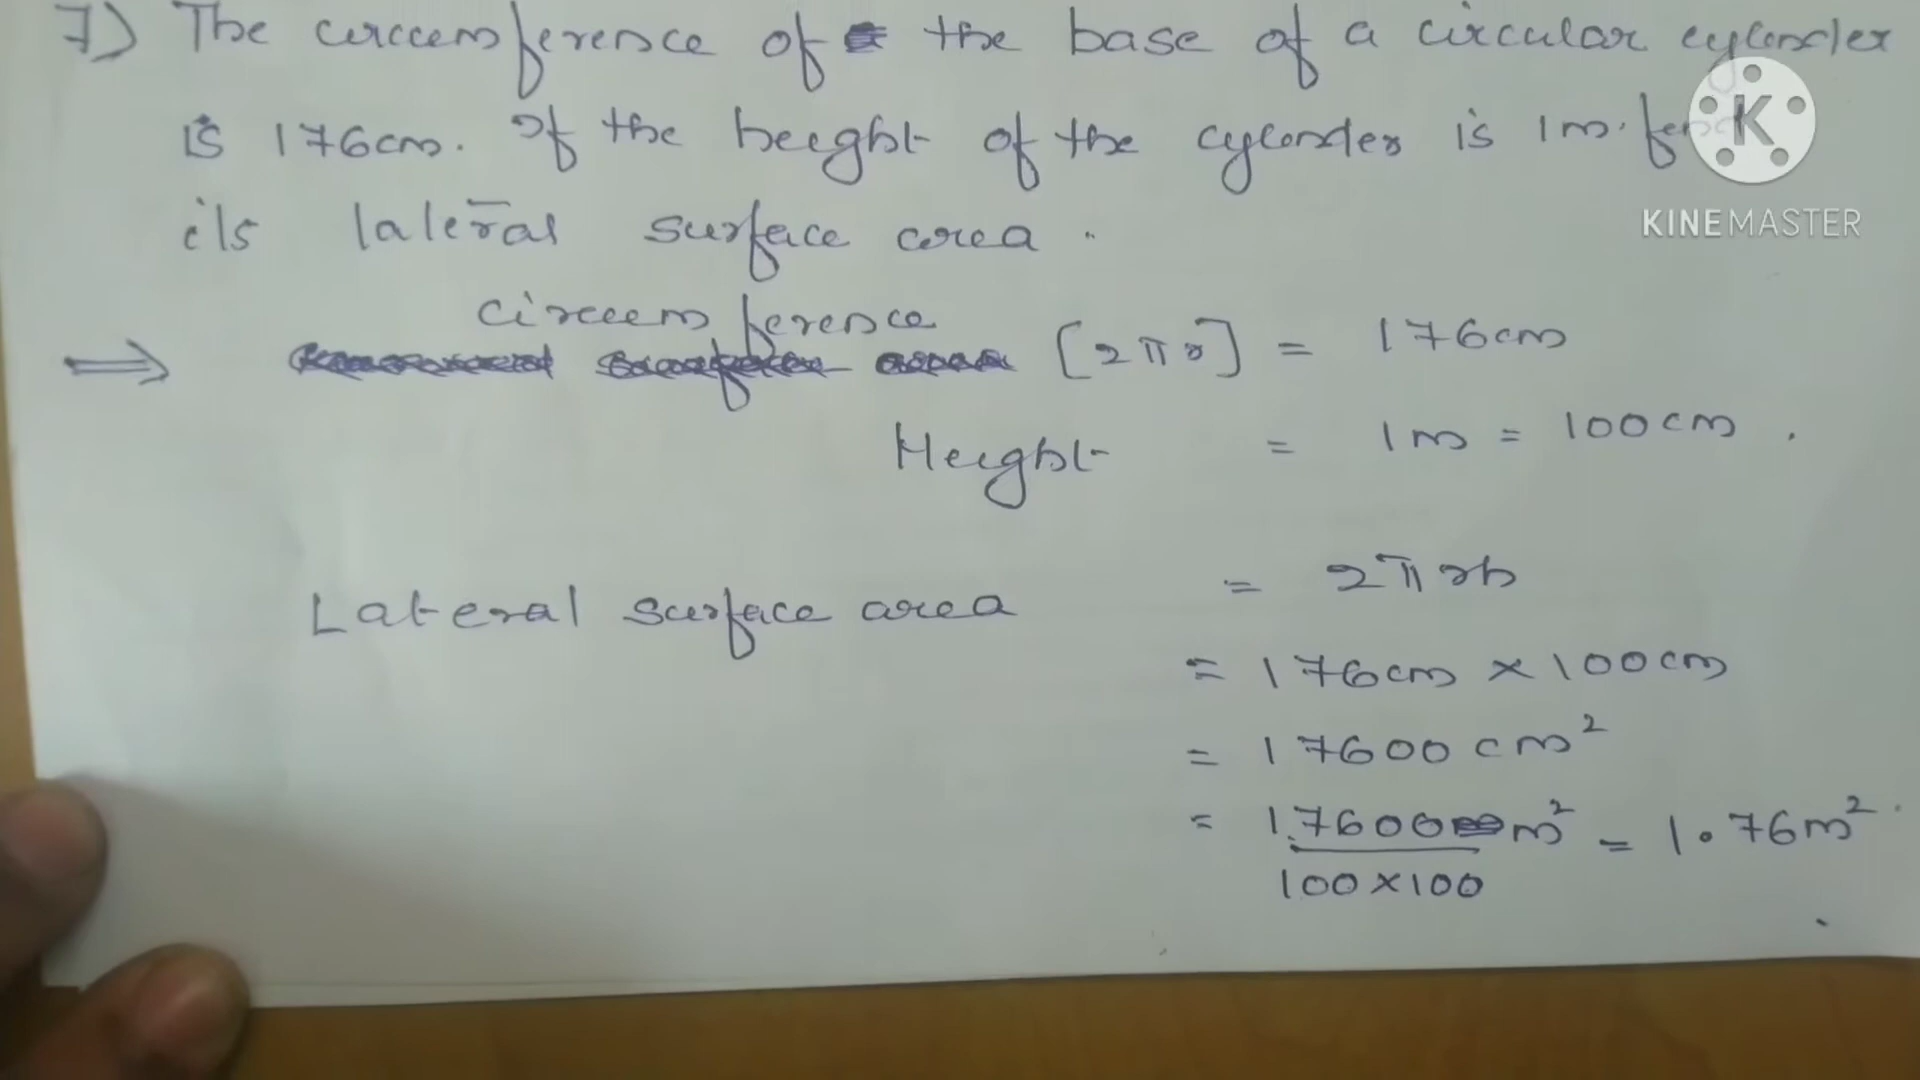 7) The circumference of the base of a circular cylinder
is 176cm. If the height of the cylinder is 1m. find
its lateral surface area.
circumference
⇒ [2πr] = 176cm
Height = 1m = 100cm.
Lateral surface area = 2πrh
= 176cm × 100cm
= 17600 cm²
= 1.7600 m² = 1.76m².
100×100
K
KINEMASTER